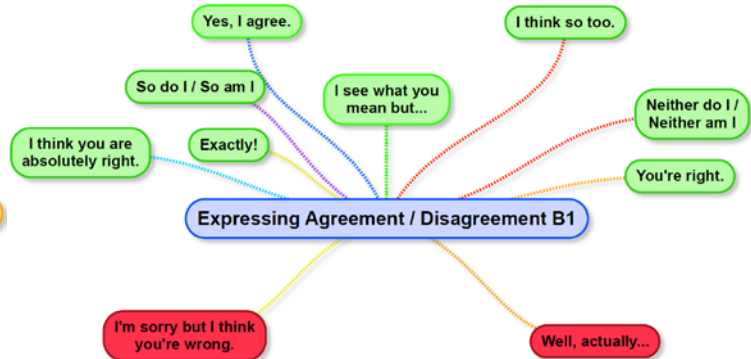 Yes, I agree.
I think so too.
So do I / So am I
I see what you
mean but...
Neither do I /
Neither am I
I think you are
absolutely right.
Exactly!
You're right.
Expressing Agreement / Disagreement B1
I'm sorry but I think
you're wrong.
Well, actually...